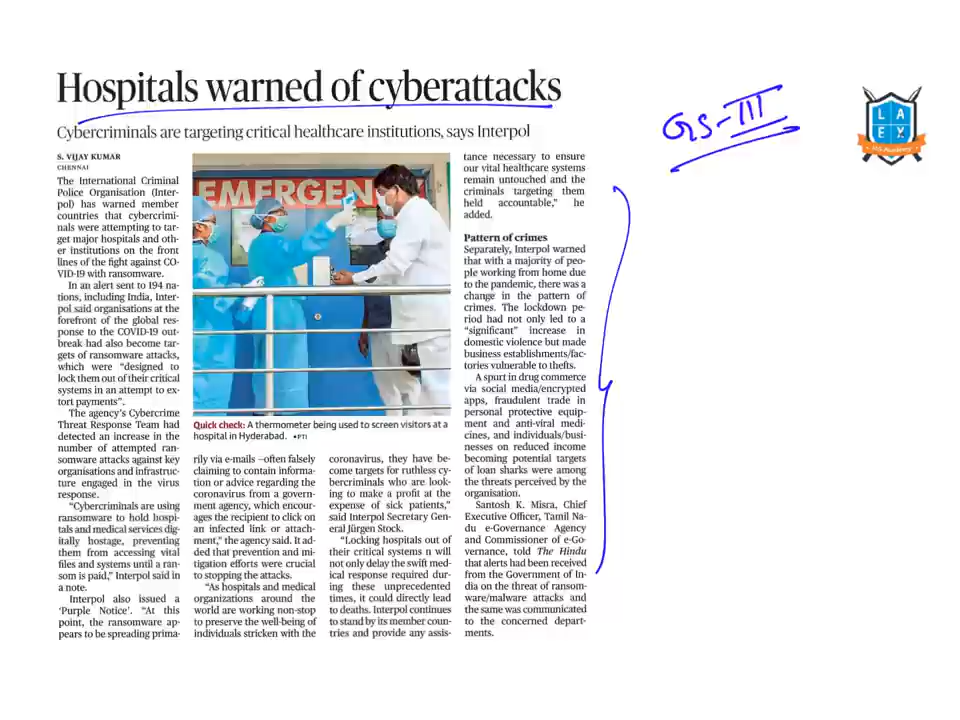 Hospitals warned of cyberattacks
Cybercriminals are targeting critical healthcare institutions, says Interpol
GS-III
L A
E X
IAS Academy
S. VIJAY KUMAR
CHENNAI
The International Criminal
Police Organisation (Inter-
pol) has warned member
countries that cybercrimi-
nals were attempting to tar-
get major hospitals and oth-
er institutions on the front
lines of the fight against CO-
VID-19 with ransomware.
In an alert sent to 194 na-
tions, including India, Inter-
pol said organisations at the
forefront of the global res-
ponse to the COVID-19 out-
break had also become tar-
gets of ransomware attacks,
which were "designed to
lock them out of their critical
systems in an attempt to ex-
tort payments".
The agency's Cybercrime
Threat Response Team had
detected an increase in the
number of attempted ran-
somware attacks against key
organisations and infrastruc-
ture engaged in the virus
response.
"Cybercriminals are using
ransomware to hold hospi-
tals and medical services dig-
itally hostage, preventing
them from accessing vital
files and systems until a ran-
som is paid," Interpol said in
a note.
Interpol also issued a
'Purple Notice'. "At this
point, the ransomware ap-
pears to be spreading prima-
EMERGEN
Quick check: A thermometer being used to screen visitors at a
hospital in Hyderabad. •PTI
rily via e-mails —often falsely
claiming to contain informa-
tion or advice regarding the
coronavirus from a govern-
ment agency, which encour-
ages the recipient to click on
an infected link or attach-
ment," the agency said. It ad-
ded that prevention and mi-
tigation efforts were crucial
to stopping the attacks.
"As hospitals and medical
organizations around the
world are working non-stop
to preserve the well-being of
individuals stricken with the
coronavirus, they have be-
come targets for ruthless cy-
bercriminals who are look-
ing to make a profit at the
expense of sick patients,"
said Interpol Secretary Gen-
eral Jürgen Stock.
"Locking hospitals out of
their critical systems n will
not only delay the swift med-
ical response required dur-
ing these unprecedented
times, it could directly lead
to deaths. Interpol continues
to stand by its member coun-
tries and provide any assis-
tance necessary to ensure
our vital healthcare systems
remain untouched and the
criminals targeting them
held accountable," he
added.
Pattern of crimes
Separately, Interpol warned
that with a majority of peo-
ple working from home due
to the pandemic, there was a
change in the pattern of
crimes. The lockdown pe-
riod had not only led to a
"significant" increase in
domestic violence but made
business establishments/fac-
tories vulnerable to thefts.
A spurt in drug commerce
via social media/encrypted
apps, fraudulent trade in
personal protective equip-
ment and anti-viral medi-
cines, and individuals/busi-
nesses on reduced income
becoming potential targets
of loan sharks were among
the threats perceived by the
organisation.
Santosh K. Misra, Chief
Executive Officer, Tamil Na-
du e-Governance Agency
and Commissioner of e-Go-
vernance, told The Hindu
that alerts had been received
from the Government of In-
dia on the threat of ransom-
ware/malware attacks and
the same was communicated
to the concerned depart-
ments.